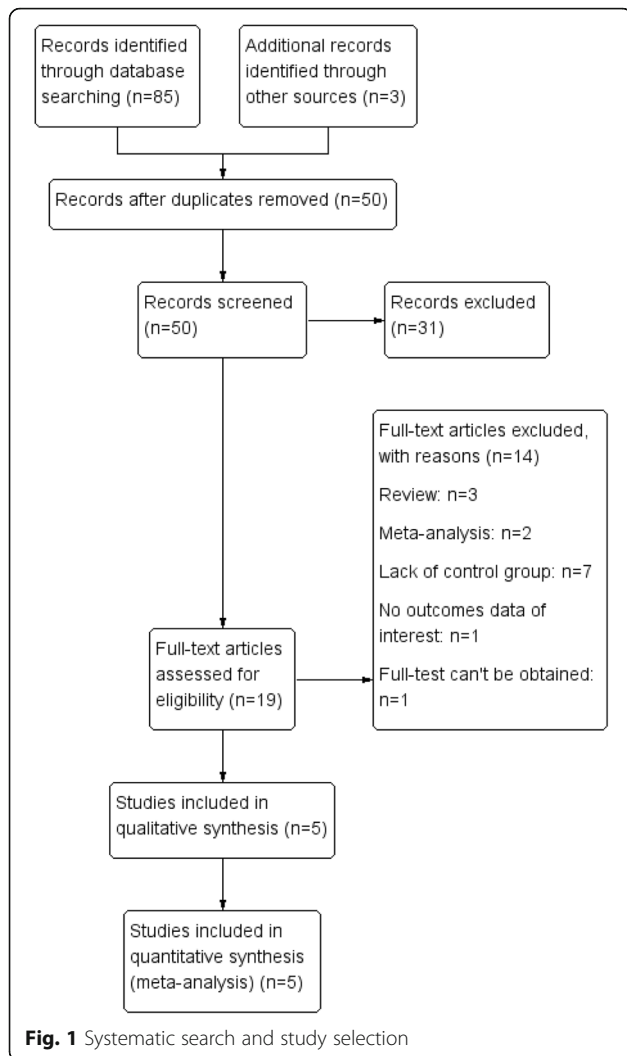 Records identified
through database
searching (n=85)
Additional records
identified through
other sources (n=3)
Records after duplicates removed (n=50)
Records screened
(n=50)
Records excluded
(n=31)
Full-text articles excluded,
with reasons (n=14)
Review: n=3
Meta-analysis: n=2
Lack of control group: n=7
No outcomes data of
interest: n=1
Full-test can't be obtained:
n=1
Full-text articles
assessed for
eligibility (n=19)
Studies included in
qualitative synthesis (n=5)
Studies included in
quantitative synthesis
(meta-analysis) (n=5)
Fig. 1 Systematic search and study selection